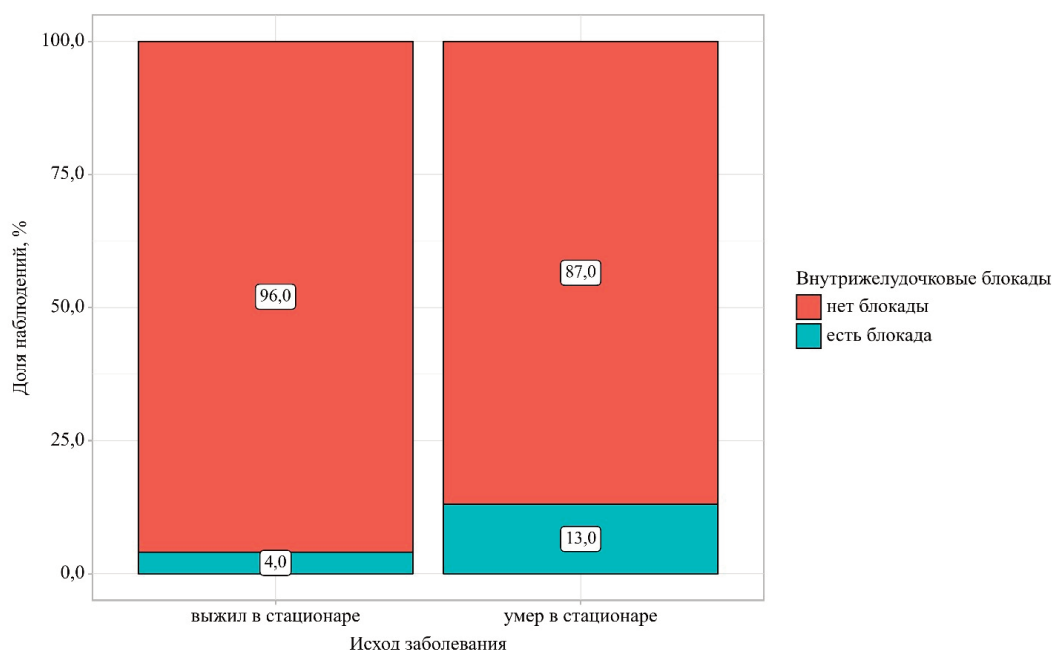 Доля наблюдений, %
100,0
75,0
50,0
25,0
0,0
96,0
4,0
87,0
13,0
выжил в стационаре
умер в стационаре
Исход заболевания
Внутрижелудочковые блокады
нет блокады
есть блокада